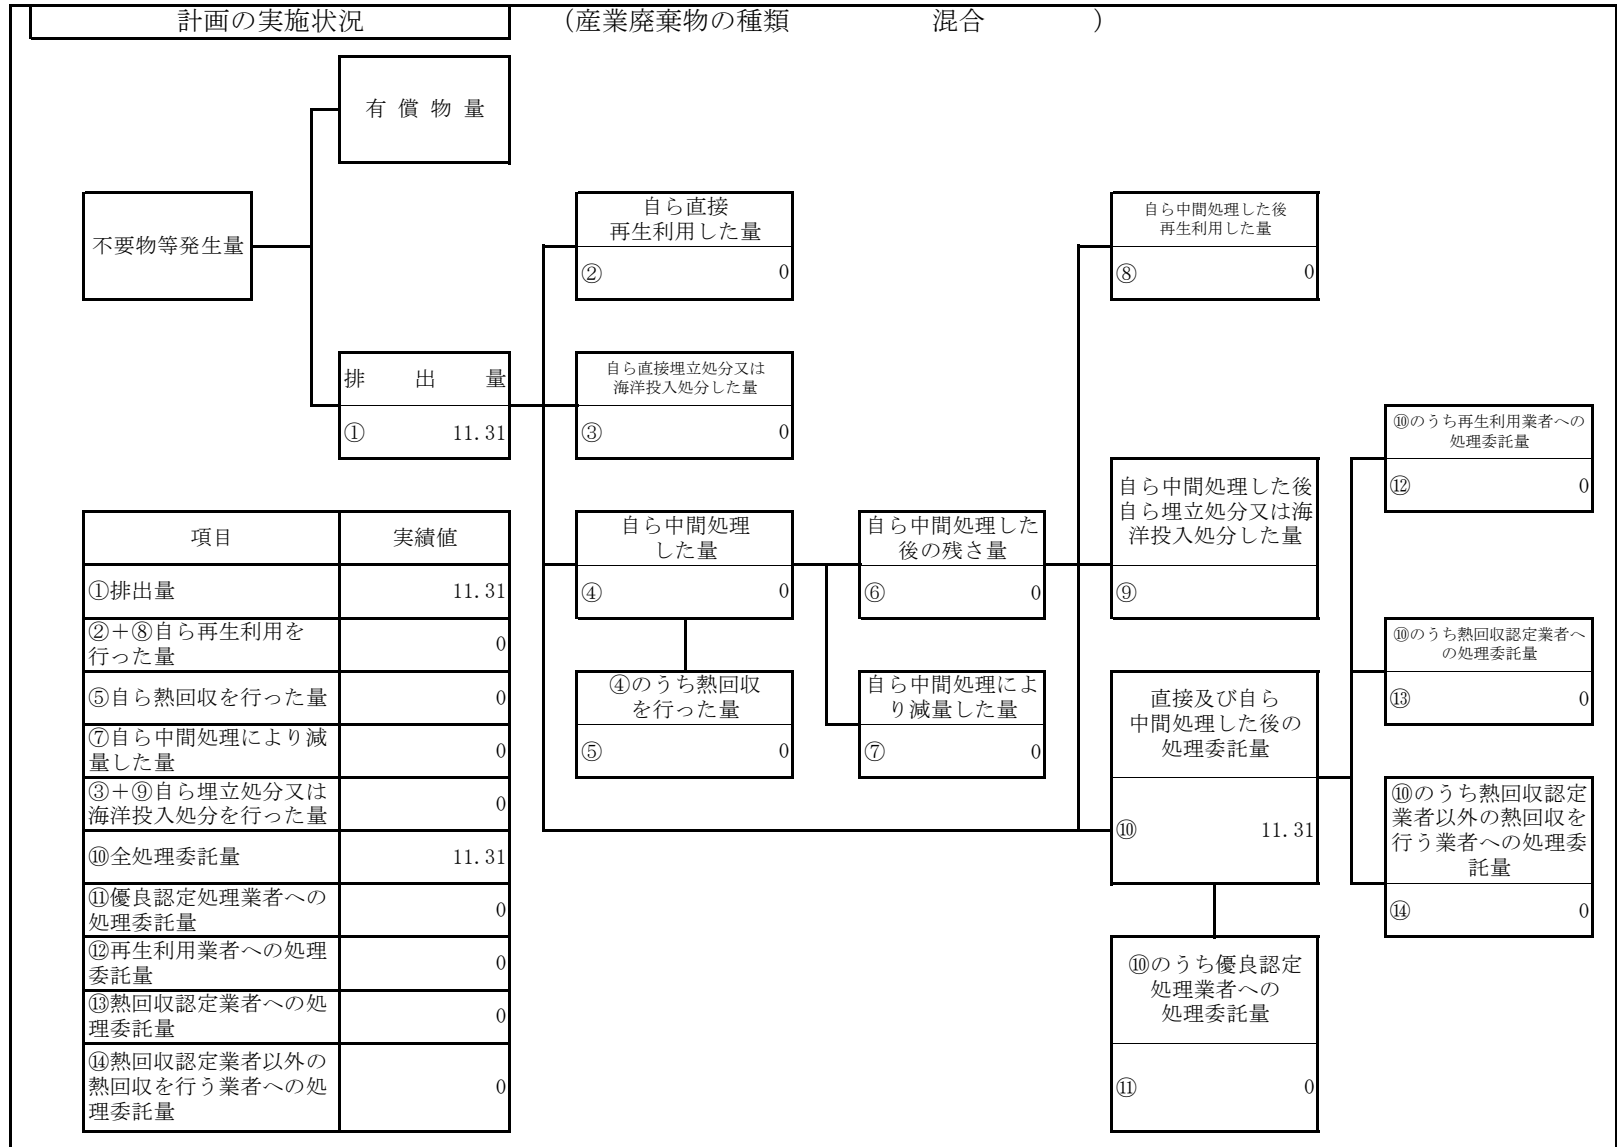 計画の実施状況 （産業廃棄物の種類 混合 ）
有 償 物 量
不要物等発生量
排 出 量
① 11.31
自ら直接
再生利用した量
② 0
自ら直接埋立処分又は
海洋投入処分した量
③ 0
自ら中間処理
した量
④ 0
④のうち熱回収
を行った量
⑤ 0
自ら中間処理した
後の残さ量
⑥ 0
自ら中間処理によ
り減量した量
⑦ 0
自ら中間処理した後
再生利用した量
⑧ 0
自ら中間処理した後
自ら埋立処分又は海
洋投入処分した量
⑨
直接及び自ら
中間処理した後の
処理委託量
⑩ 11.31
⑩のうち優良認定
処理業者への
処理委託量
⑪ 0
⑩のうち再生利用業者への
処理委託量
⑫ 0
⑩のうち熱回収認定業者へ
の処理委託量
⑬ 0
⑩のうち熱回収認定
業者以外の熱回収を
行う業者への処理委
託量
⑭ 0
項目 実績値
①排出量 11.31
②＋⑧自ら再生利用を
行った量 0
⑤自ら熱回収を行った量 0
⑦自ら中間処理により減
量した量 0
③＋⑨自ら埋立処分又は
海洋投入処分を行った量 0
⑩全処理委託量 11.31
⑪優良認定処理業者への
処理委託量 0
⑫再生利用業者への処理
委託量 0
⑬熱回収認定業者への処
理委託量 0
⑭熱回収認定業者以外の
熱回収を行う業者への処
理委託量 0